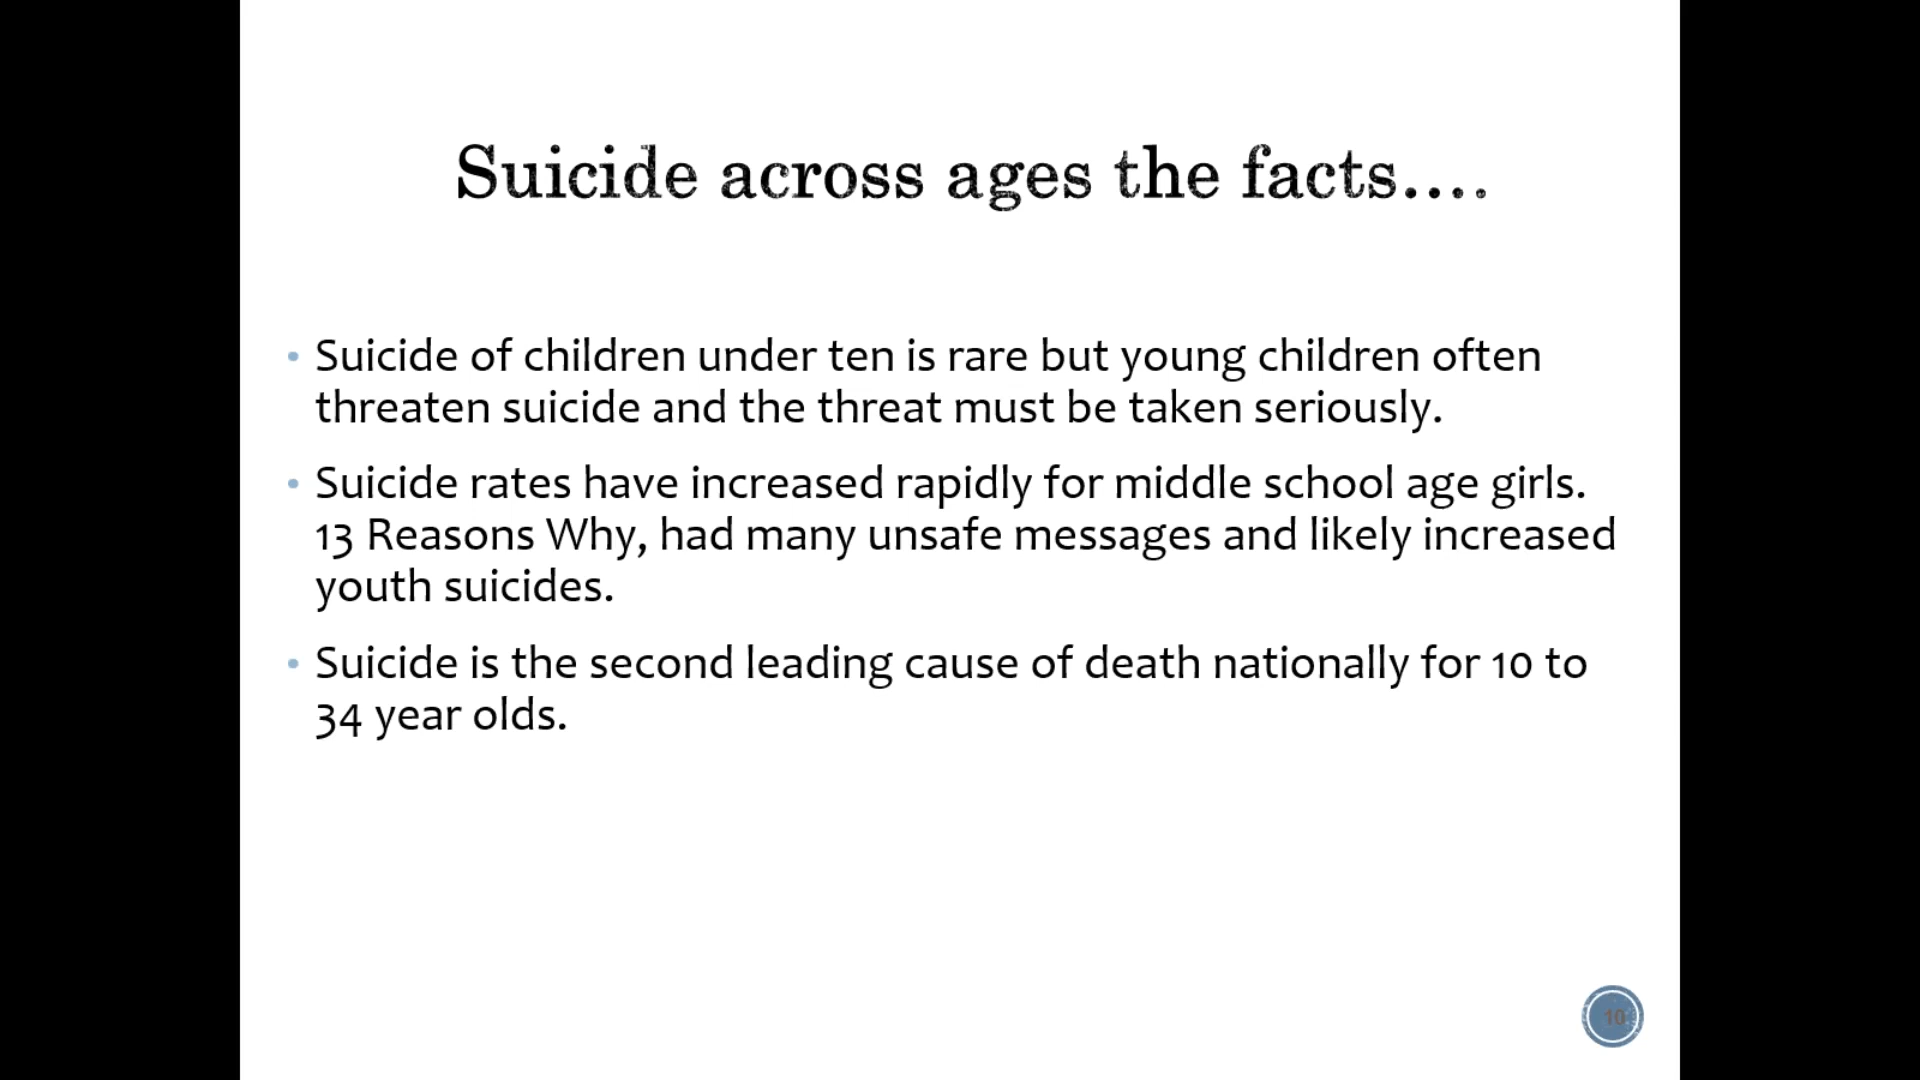 Suicide across ages the facts....
• Suicide of children under ten is rare but young children often
threaten suicide and the threat must be taken seriously.
• Suicide rates have increased rapidly for middle school age girls.
13 Reasons Why, had many unsafe messages and likely increased
youth suicides.
• Suicide is the second leading cause of death nationally for 10 to
34 year olds.
10